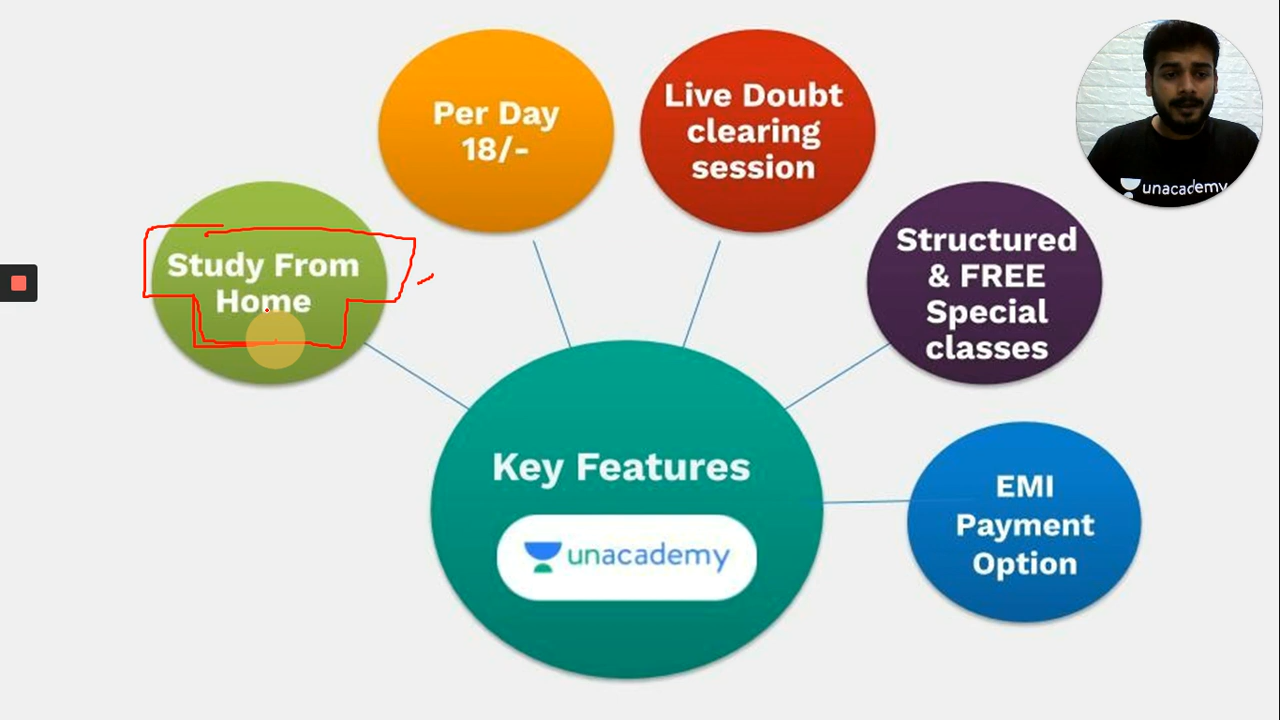 Per Day
18/-
Live Doubt
clearing
session
Study From
Home
Structured
& FREE
Special
classes
Key Features
unacademy
EMI
Payment
Option
unacademy